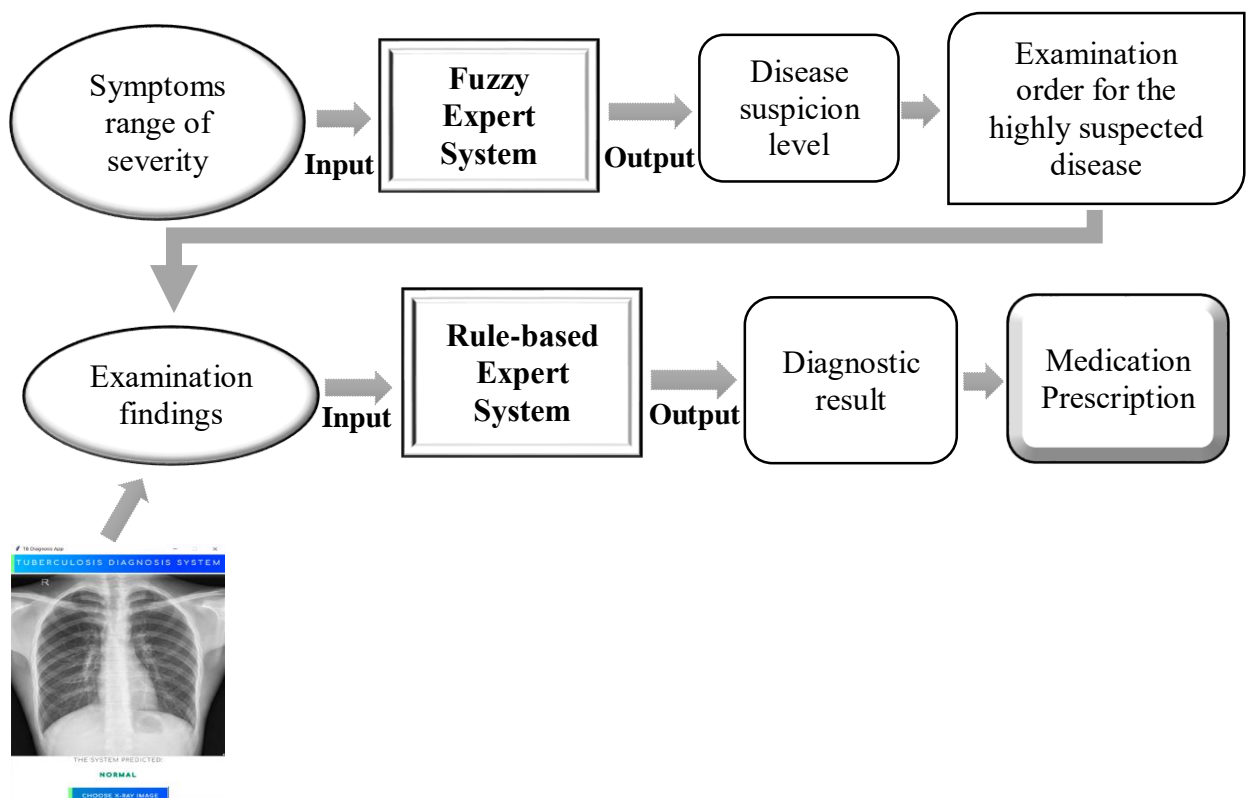 Symptoms
range of
severity
Input
Fuzzy
Expert
System
Output
Disease
suspicion
level
Examination
order for the
highly suspected
disease
Examination
findings
Input
Rule-based
Expert
System
Output
Diagnostic
result
Medication
Prescription
TB Diagnosis App
TUBERCULOSIS DIAGNOSIS SYSTEM
R
THE SYSTEM PREDICTED:
NORMAL
CHOOSE X-RAY IMAGE